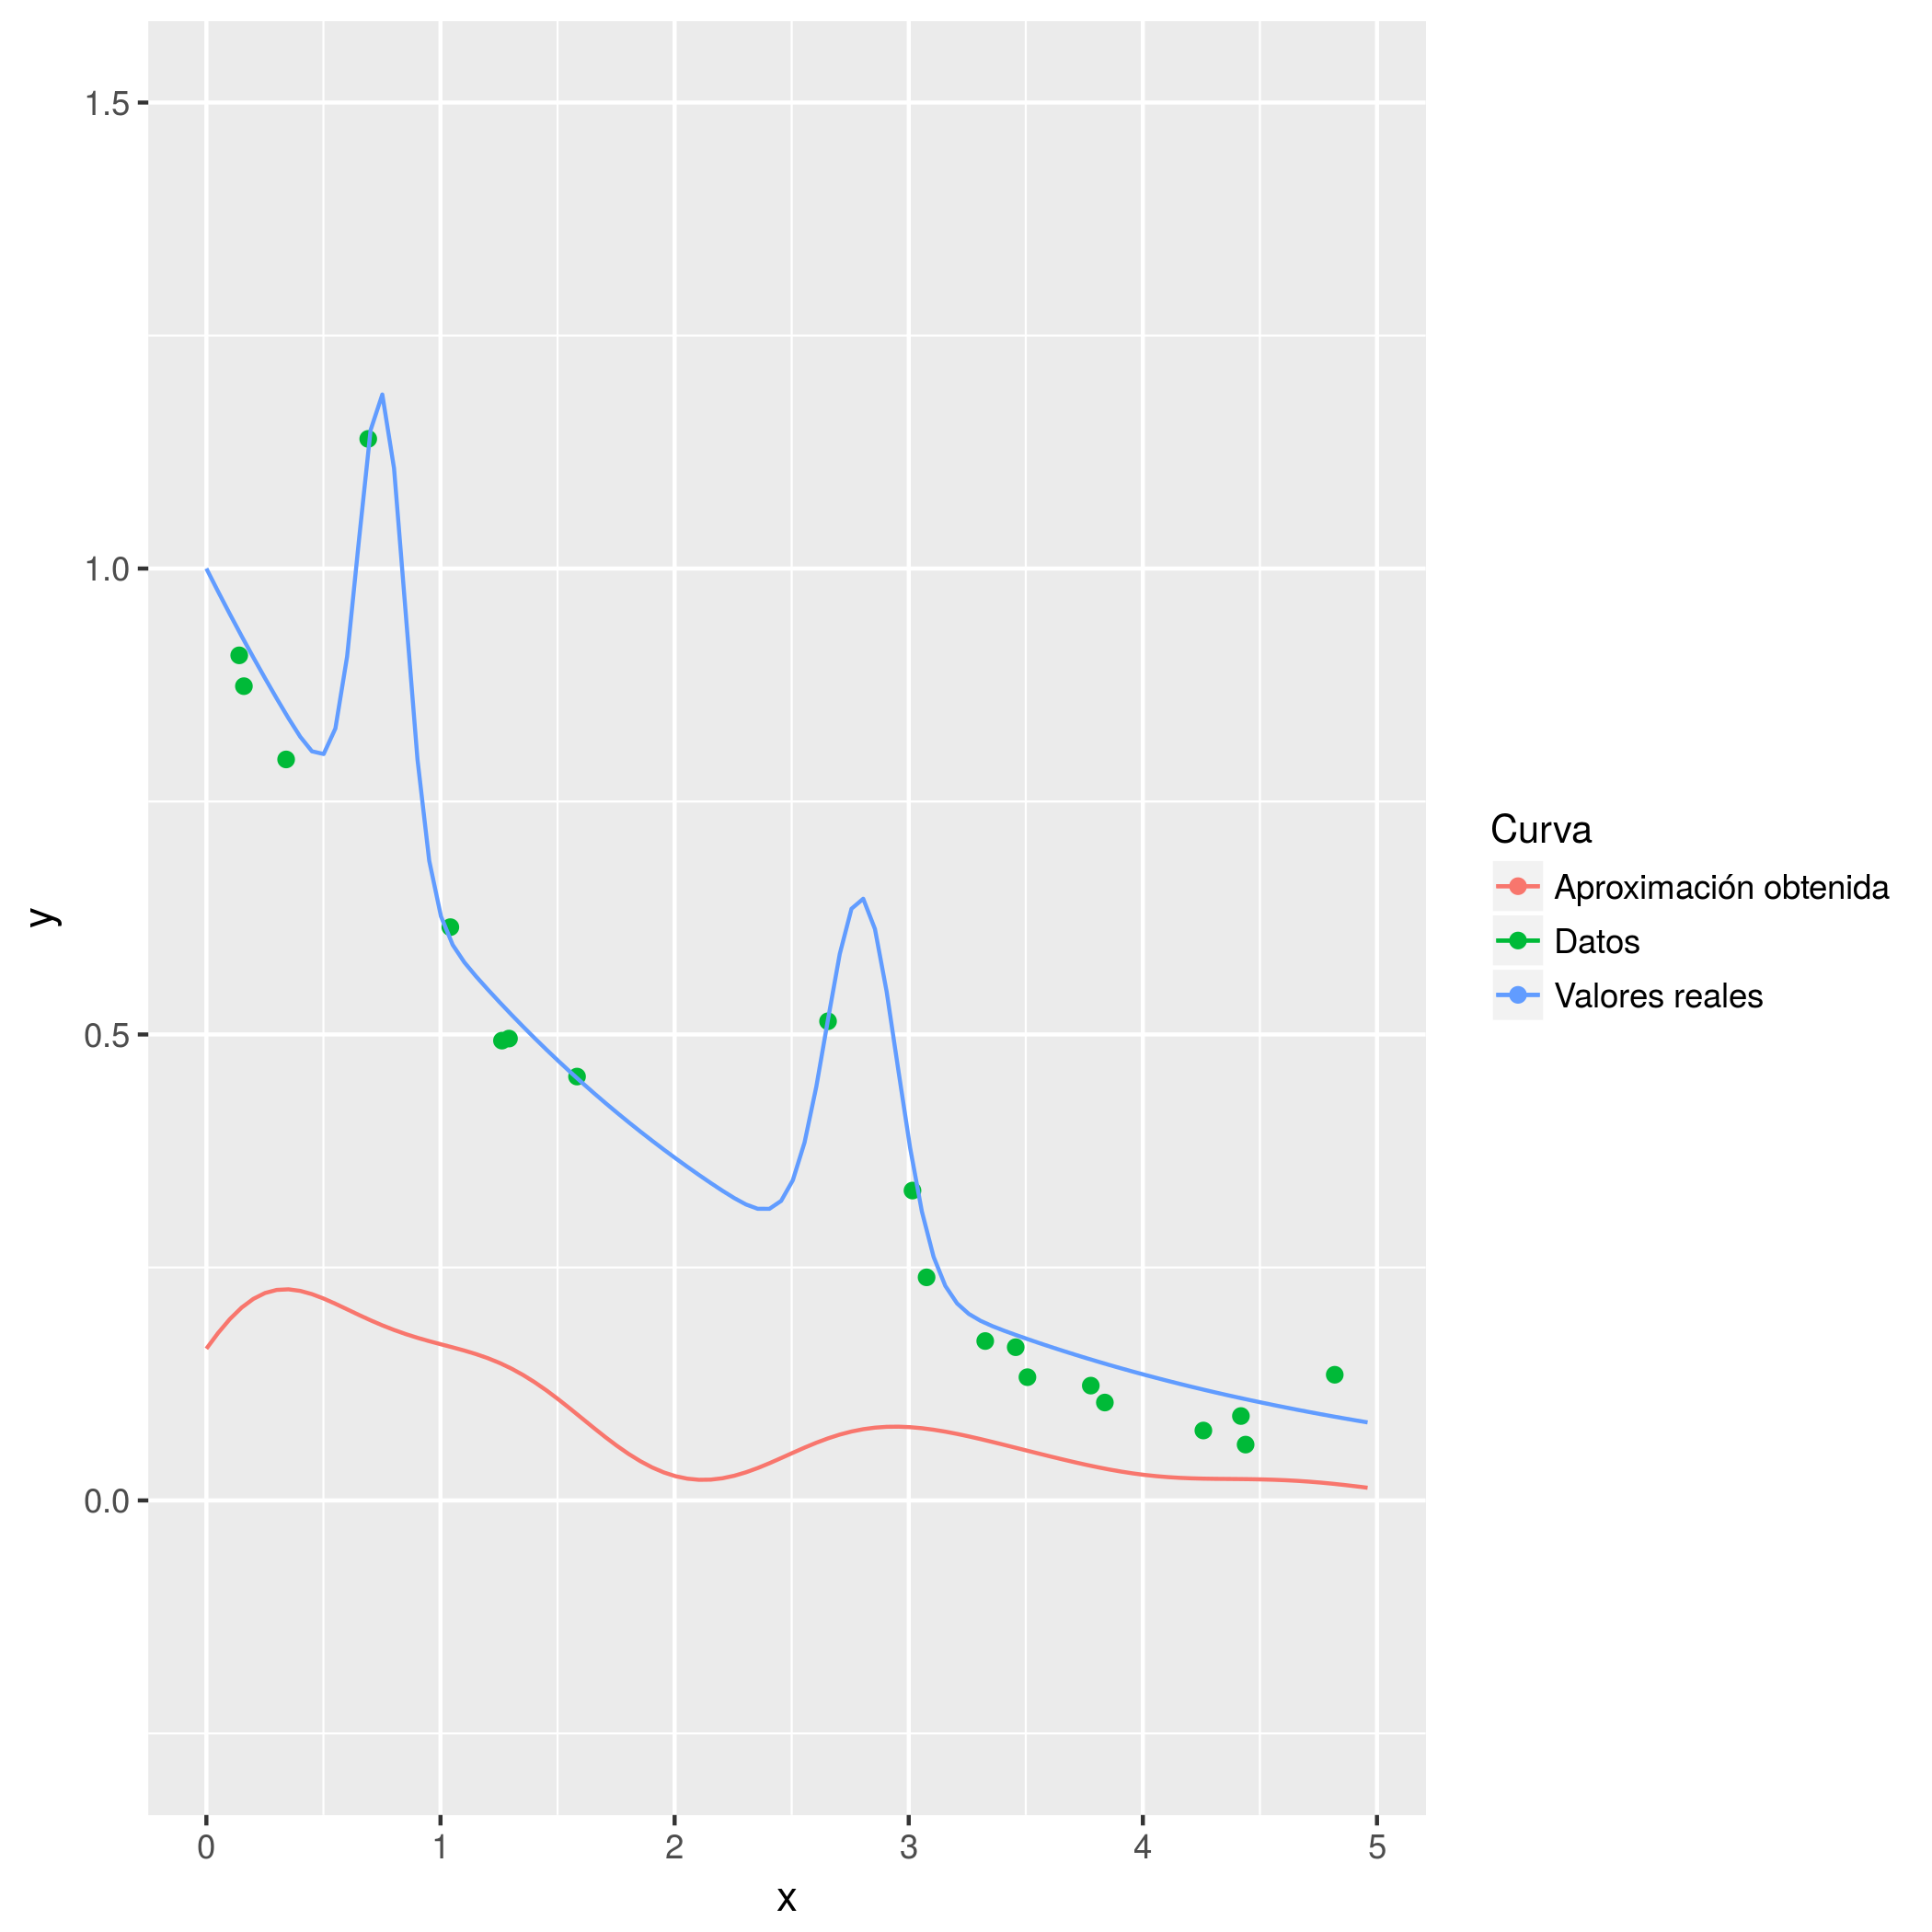 1.5
1.0
0.5
0.0
y
0 1 2 3 4 5
x
Curva
Aproximación obtenida
Datos
Valores reales